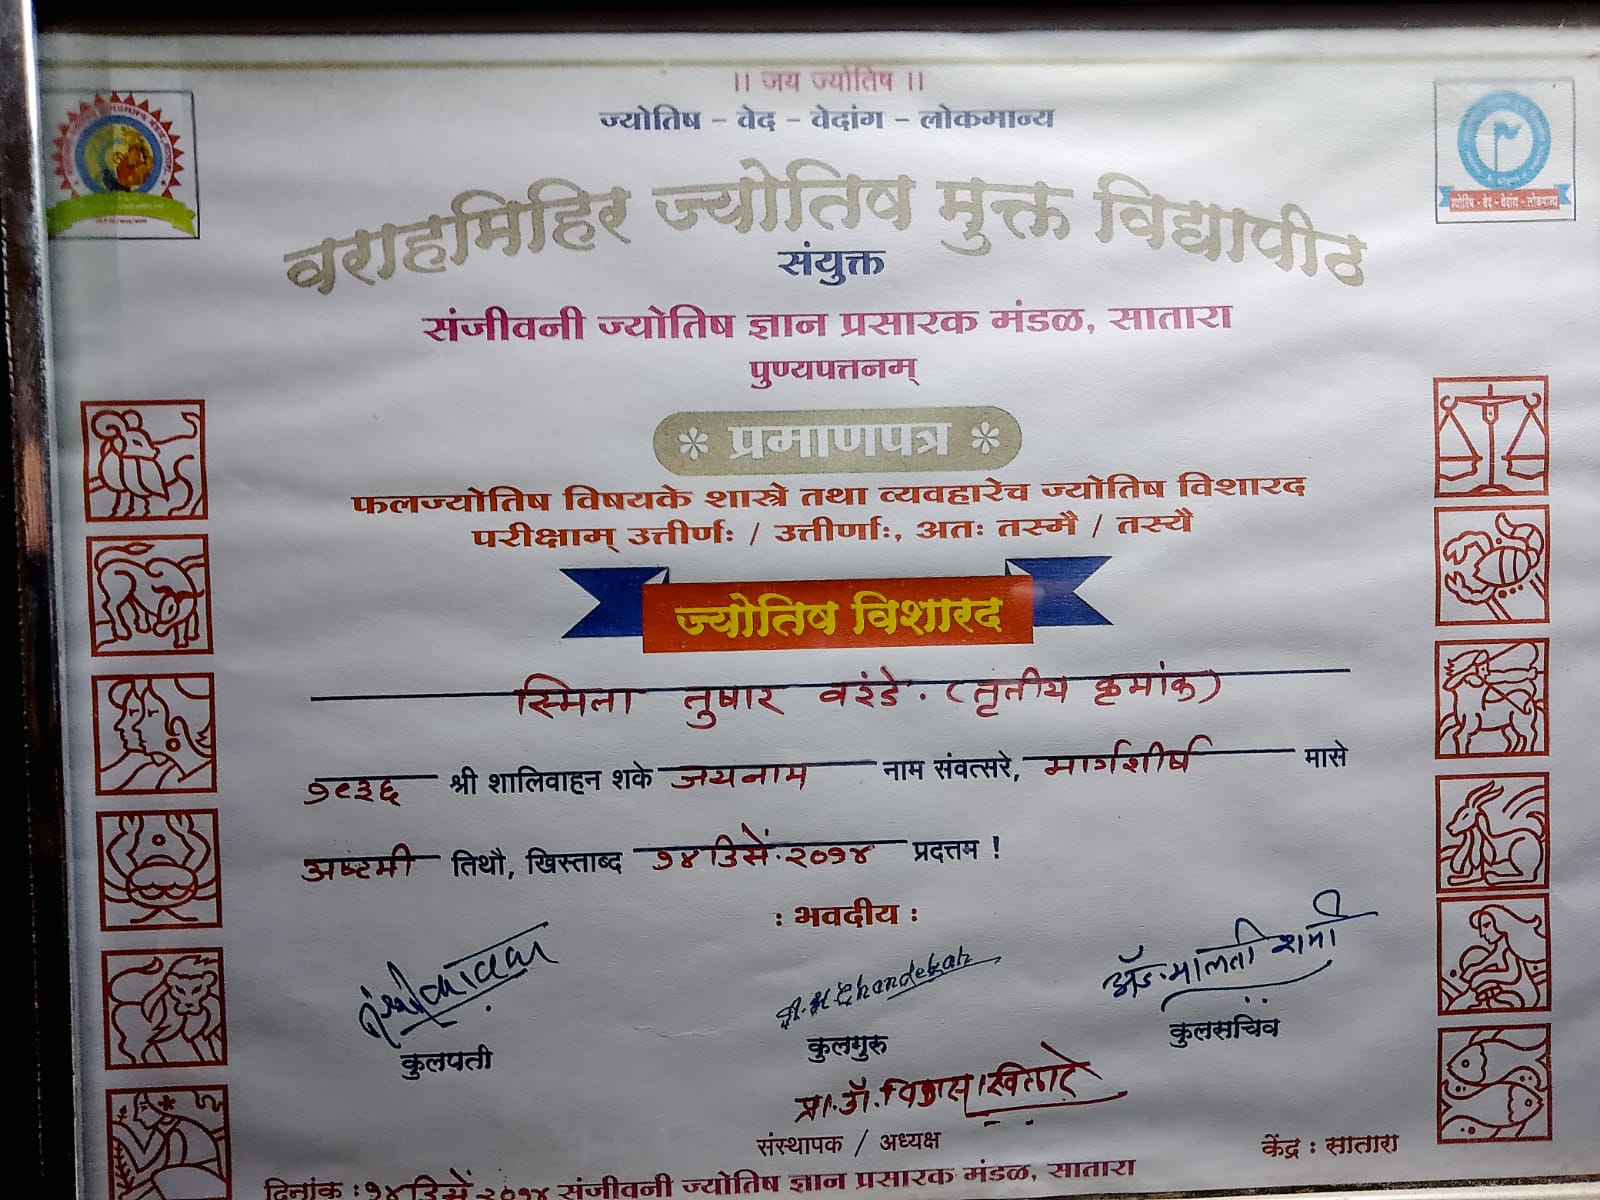 ।। जय ज्योतिष ।।
ज्योतिष - वेद - वेदांग - लोकमान्य
वराहमिहिर ज्योतिष मुक्त विद्यापीठ
संयुक्त
संजीवनी ज्योतिष ज्ञान प्रसारक मंडळ, सातारा
पुण्यपत्तनम्
ज्योतिष - वेद - वेदांग - लोकमान्य
* प्रमाणपत्र *
फलज्योतिष विषयके शास्त्रे तथा व्यवहारेच ज्योतिष विशारद
परीक्षाम् उत्तीर्णः / उत्तीर्णाः, अतः तस्मै / तस्यै
ज्योतिष विशारद
स्मिता तुषार वरंडे. (तृतीय क्रमांक)
१९३६ श्री शालिवाहन शके जयनाम नाम संवत्सरे, मार्गशीर्ष मासे
अष्टमी तिथौ, खिस्ताब्द १४ डिसें. २०१४ प्रदत्तम !
: भवदीय :
कुलपती
कुलगुरु
डॉ. मालती शर्मा
कुलसचिव
प्रा. डॉ. विकास खिलारे
संस्थापक / अध्यक्ष
केंद्र : सातारा
दिनांक : १४ डिसें २०१४ संजीवनी ज्योतिष ज्ञान प्रसारक मंडळ, सातारा